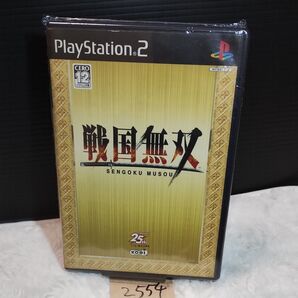 PlayStation 2
CERO
12
戦国無双
SENGOKU MUSOU
25th
KOEI
2554